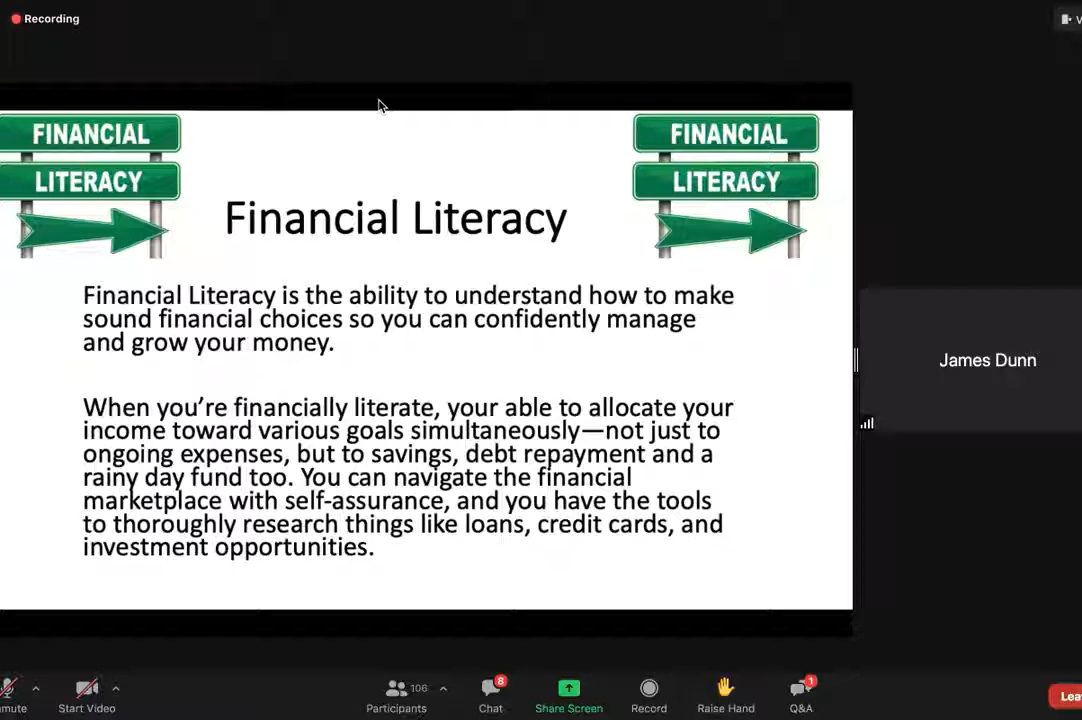 Recording
V
FINANCIAL
LITERACY
FINANCIAL
LITERACY
Financial Literacy
Financial Literacy is the ability to understand how to make
sound financial choices so you can confidently manage
and grow your money.
When you’re financially literate, your able to allocate your
income toward various goals simultaneously—not just to
ongoing expenses, but to savings, debt repayment and a
rainy day fund too. You can navigate the financial
marketplace with self-assurance, and you have the tools
to thoroughly research things like loans, credit cards, and
investment opportunities.
James Dunn
106
8
1
mute
Start Video
Participants
Chat
Share Screen
Record
Raise Hand
Q&A
Lea